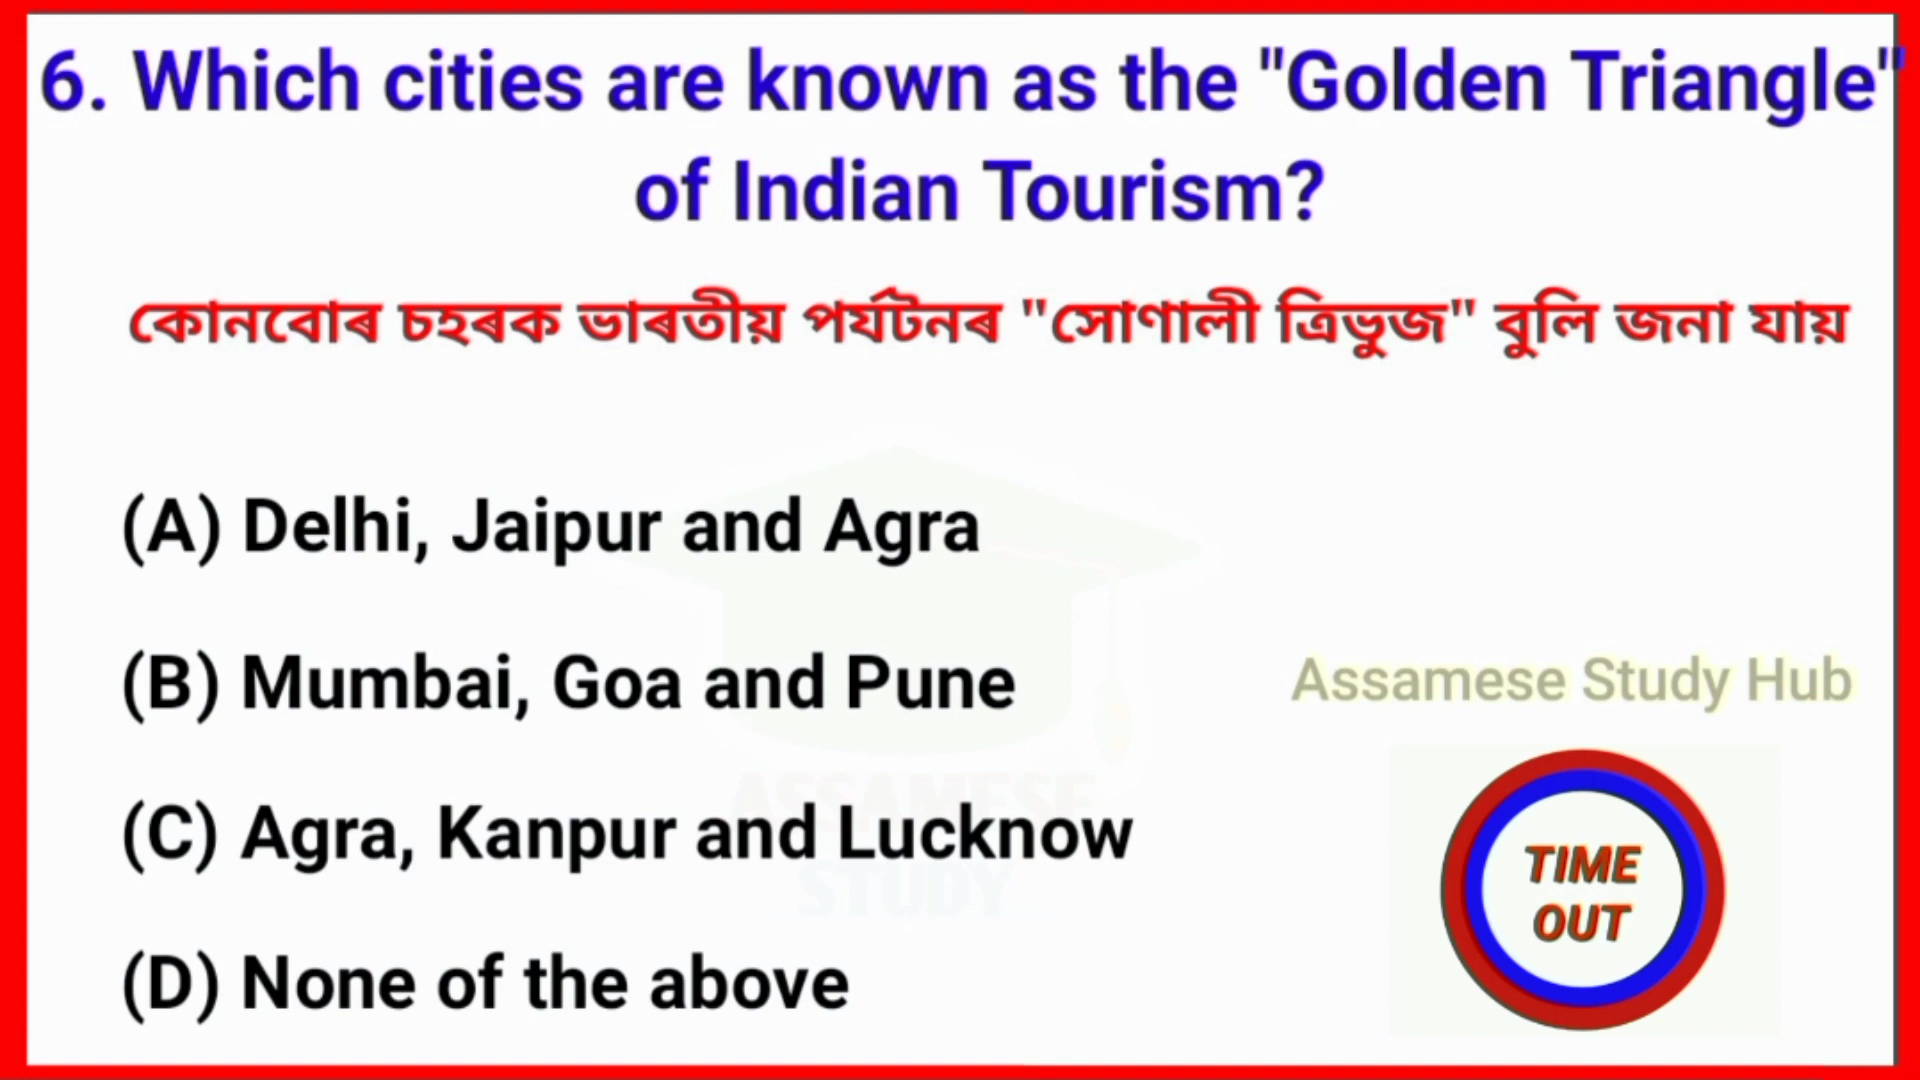 6. Which cities are known as the "Golden Triangle"
of Indian Tourism?
কোনবোৰ চহৰক ভাৰতীয় পৰ্যটনৰ "সোণালী ত্ৰিভুজ" বুলি জনা যায়
(A) Delhi, Jaipur and Agra
(B) Mumbai, Goa and Pune
Assamese Study Hub
ASSAMESE
(C) Agra, Kanpur and Lucknow
STUDY
TIME
OUT
(D) None of the above